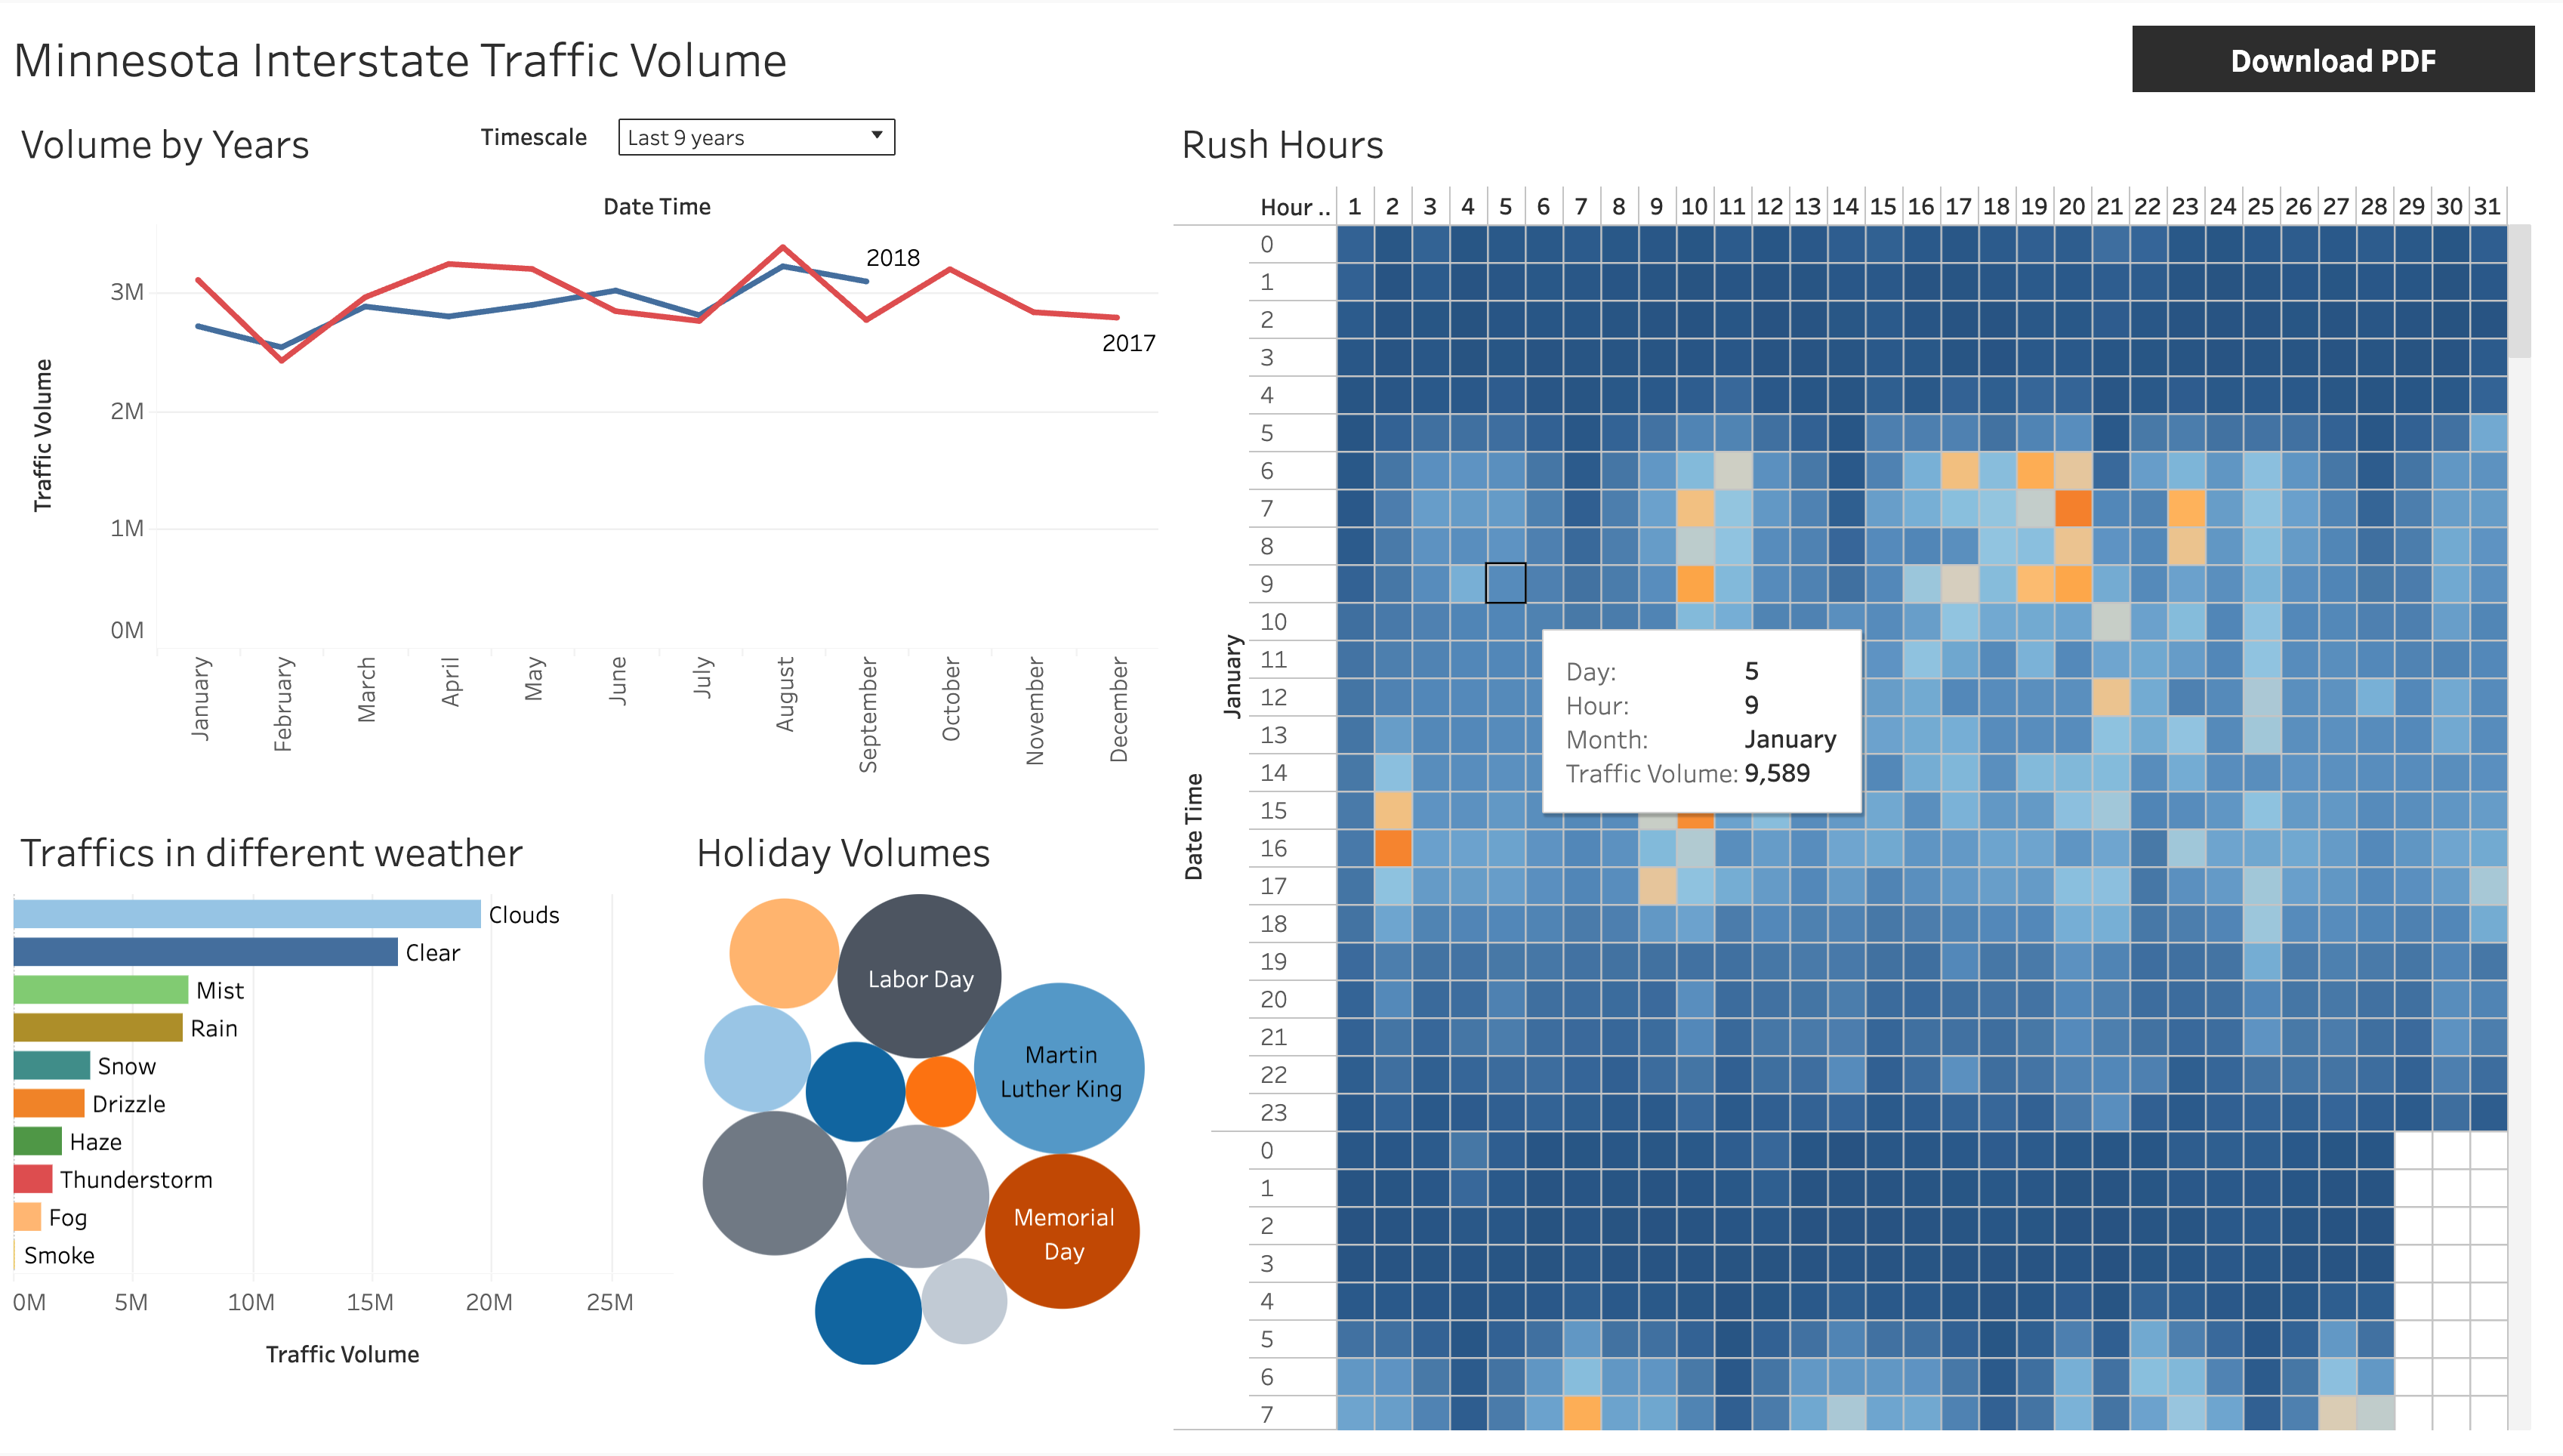 Minnesota Interstate Traffic Volume
Download PDF
Volume by Years
Timescale
Last 9 years
Date Time
Traffic Volume
3M
2M
1M
0M
2018
2017
January
February
March
April
May
June
July
August
September
October
November
December
Traffics in different weather
Clouds
Clear
Mist
Rain
Snow
Drizzle
Haze
Thunderstorm
Fog
Smoke
0M 5M 10M 15M 20M 25M
Traffic Volume
Holiday Volumes
Labor Day
Martin
Luther King
Memorial
Day
Rush Hours
Hour .. 1 2 3 4 5 6 7 8 9 10 11 12 13 14 15 16 17 18 19 20 21 22 23 24 25 26 27 28 29 30 31
Date Time
January
0
1
2
3
4
5
6
7
8
9
10
11
12
13
14
15
16
17
18
19
20
21
22
23
0
1
2
3
4
5
6
7
Day: 5
Hour: 9
Month: January
Traffic Volume: 9,589